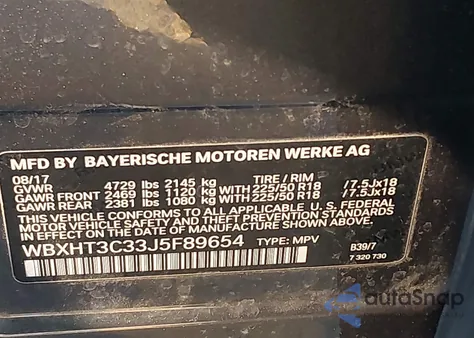 MFD BY BAYERISCHE MOTOREN WERKE AG
08/17 TIRE / RIM
GVWR 4729 lbs 2145 kg
GAWR FRONT 2469 lbs 1120 kg WITH 225/50 R18 /7.5Jx18
GAWR REAR 2381 lbs 1080 kg WITH 225/50 R18 /7.5Jx18
THIS VEHICLE CONFORMS TO ALL APPLICABLE
U.S. FEDERAL MOTOR VEHICLE SAFETY STANDARDS
IN EFFECT ON THE DATE OF MANUFACTURE SHOWN ABOVE.
WBXHT3C33J5F89654 TYPE: MPV
B39/7
7 320 730
autoSnap